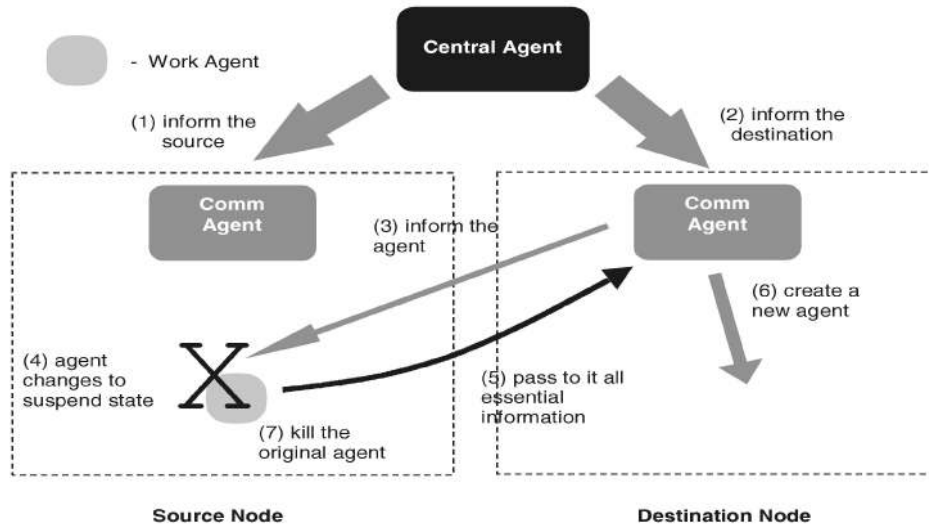 Central Agent
- Work Agent
(1) inform the
source
(2) inform the
destination
Comm
Agent
Comm
Agent
(3) inform the
agent
(6) create a
new agent
(4) agent
changes to
suspend state
(5) pass to it all
essential
information
(7) kill the
original agent
Source Node
Destination Node